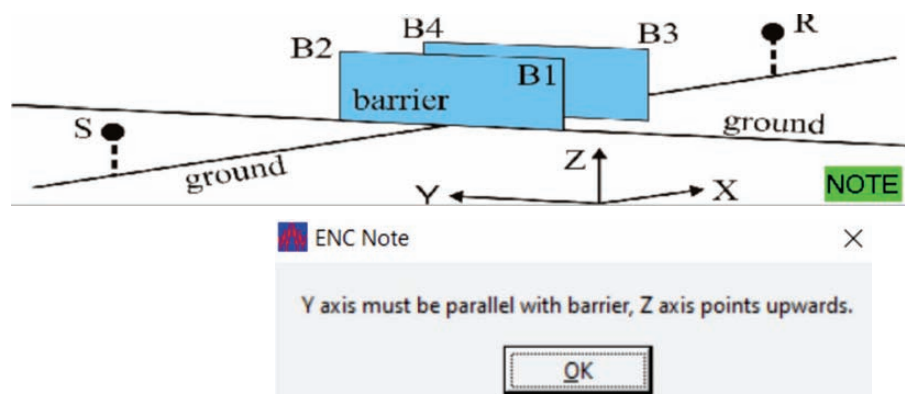 B4
B3
R
B2
B1
barrier
S
ground
ground
Z
Y
X
NOTE
ENC Note
Y axis must be parallel with barrier, Z axis points upwards.
OK